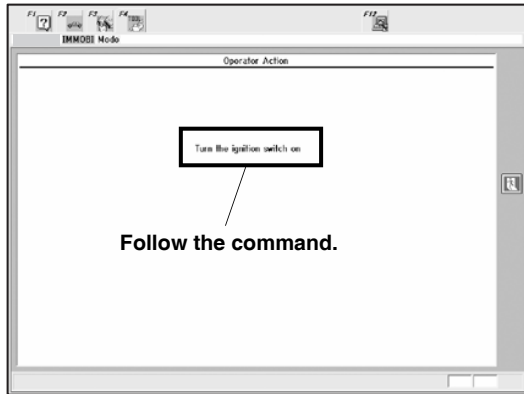 F1 F2 F3 F4 F12
IMMOBI Mode
Operator Action
Turn the ignition switch on
Follow the command.